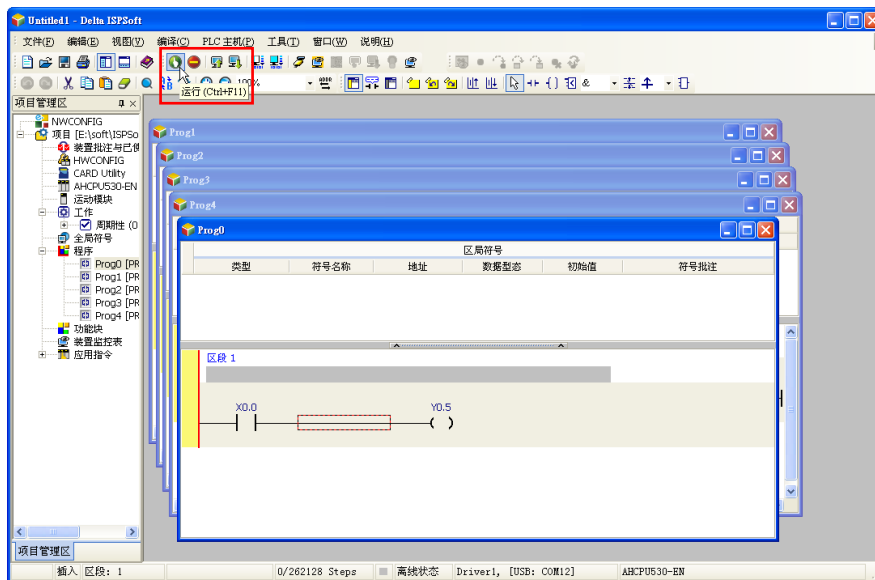 Untitled1 - Delta ISPSoft
文件(F) 编辑(E) 视图(V) 编译(C) PLC 主机(P) 工具(T) 窗口(W) 说明(H)
100%
运行 (Ctrl+F11)
项目管理区
NWCONFIG
项目 [E:\soft\ISPSo
装置批注与已使
HWCONFIG
CARD Utility
AHCPU530-EN
运动模块
工作
周期性 (0
全局符号
程序
Prog0 [PR
Prog1 [PR
Prog2 [PR
Prog3 [PR
Prog4 [PR
功能块
装置监控表
应用指令
项目管理区
Prog1
Prog2
Prog3
Prog4
Prog0
区局符号
类型 符号名称 地址 数据型态 初始值 符号批注
区段 1
X0.0 Y0.5
插入 区段: 1 0/262128 Steps 离线状态 Driver1, [USB: COM12] AHCPU530-EN